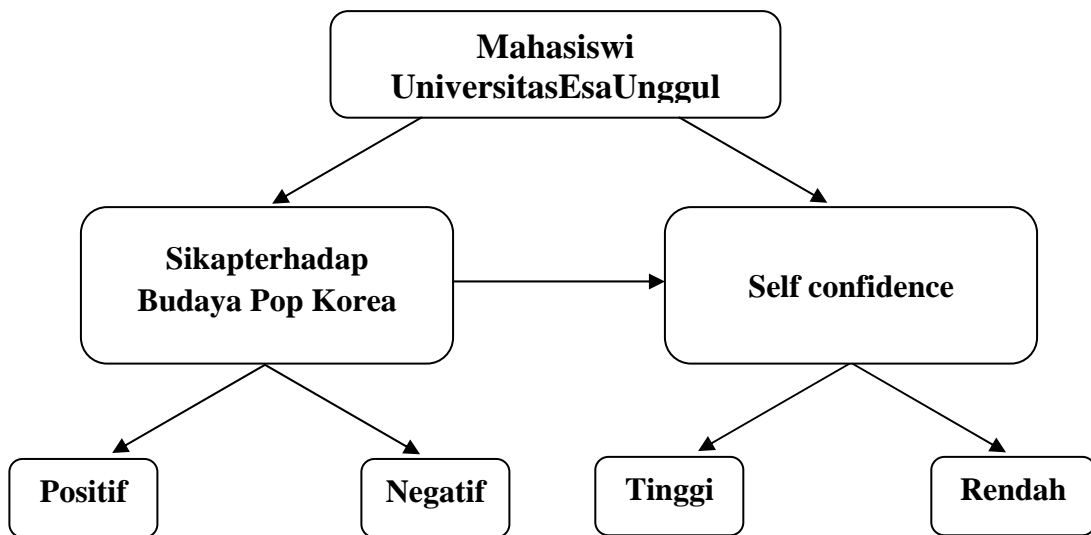 Mahasiswi
UniversitasEsaUnggul
Sikapterhadap
Budaya Pop Korea
Self confidence
Positif
Negatif
Tinggi
Rendah